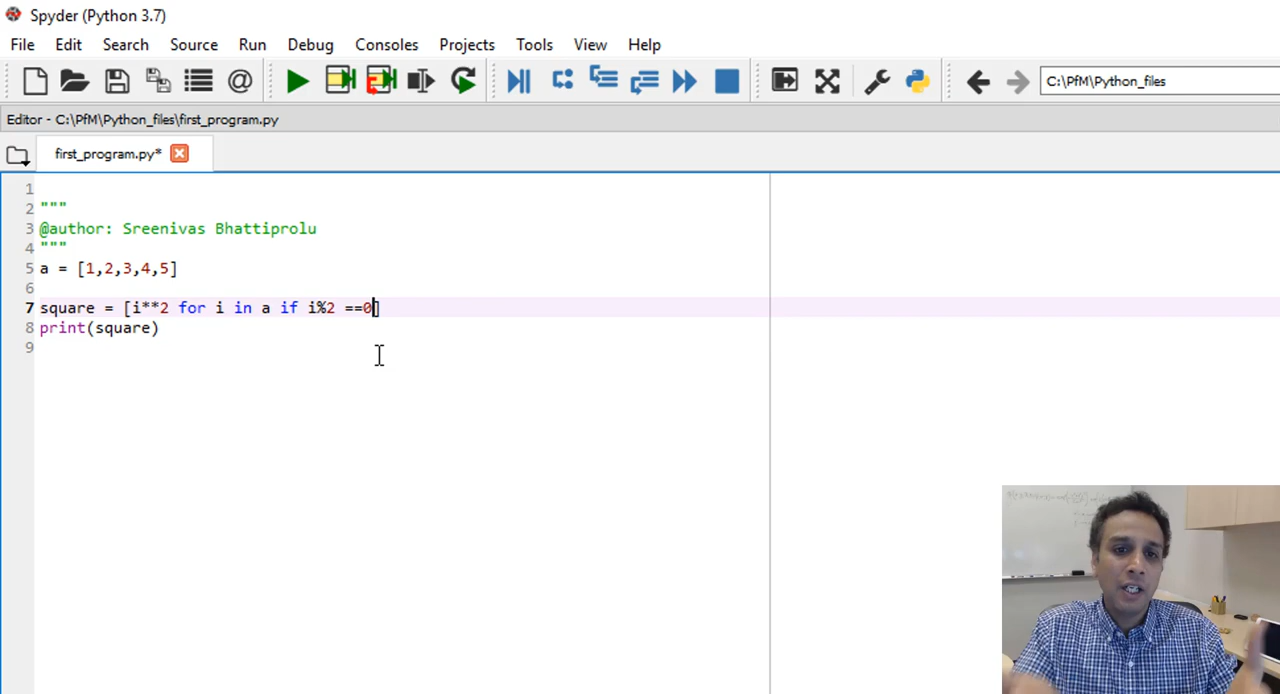 Spyder (Python 3.7)
File Edit Search Source Run Debug Consoles Projects Tools View Help
C:\PfM\Python_files
Editor - C:\PfM\Python_files\first_program.py
first_program.py*
1
2 """
3 @author: Sreenivas Bhattiprolu
4 """
5 a = [1,2,3,4,5]
6
7 square = [i**2 for i in a if i%2 ==0]
8 print(square)
9